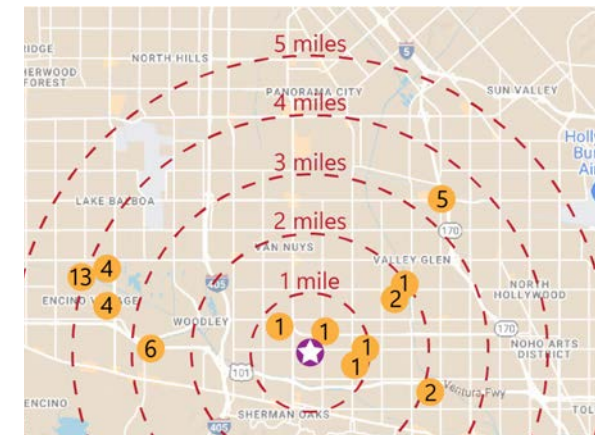 5 miles
RIDGE
NORTH HILLS
5
HERWOOD
FOREST
PANORAMA CITY
SUN VALLEY
4 miles
Holly
Bur
Air
3 miles
5
LAKE BALBOA
170
2 miles
VAN NUYS
VALLEY GLEN
13
4
1 mile
405
1
2
NORTH
HOLLYWOOD
ENCINO VILLAGE
4
WOODLEY
1
1
170
6
1
1
NOHO ARTS
DISTRICT
101
405
2
Ventura Fwy
ENCINO
SHERMAN OAKS
TOL